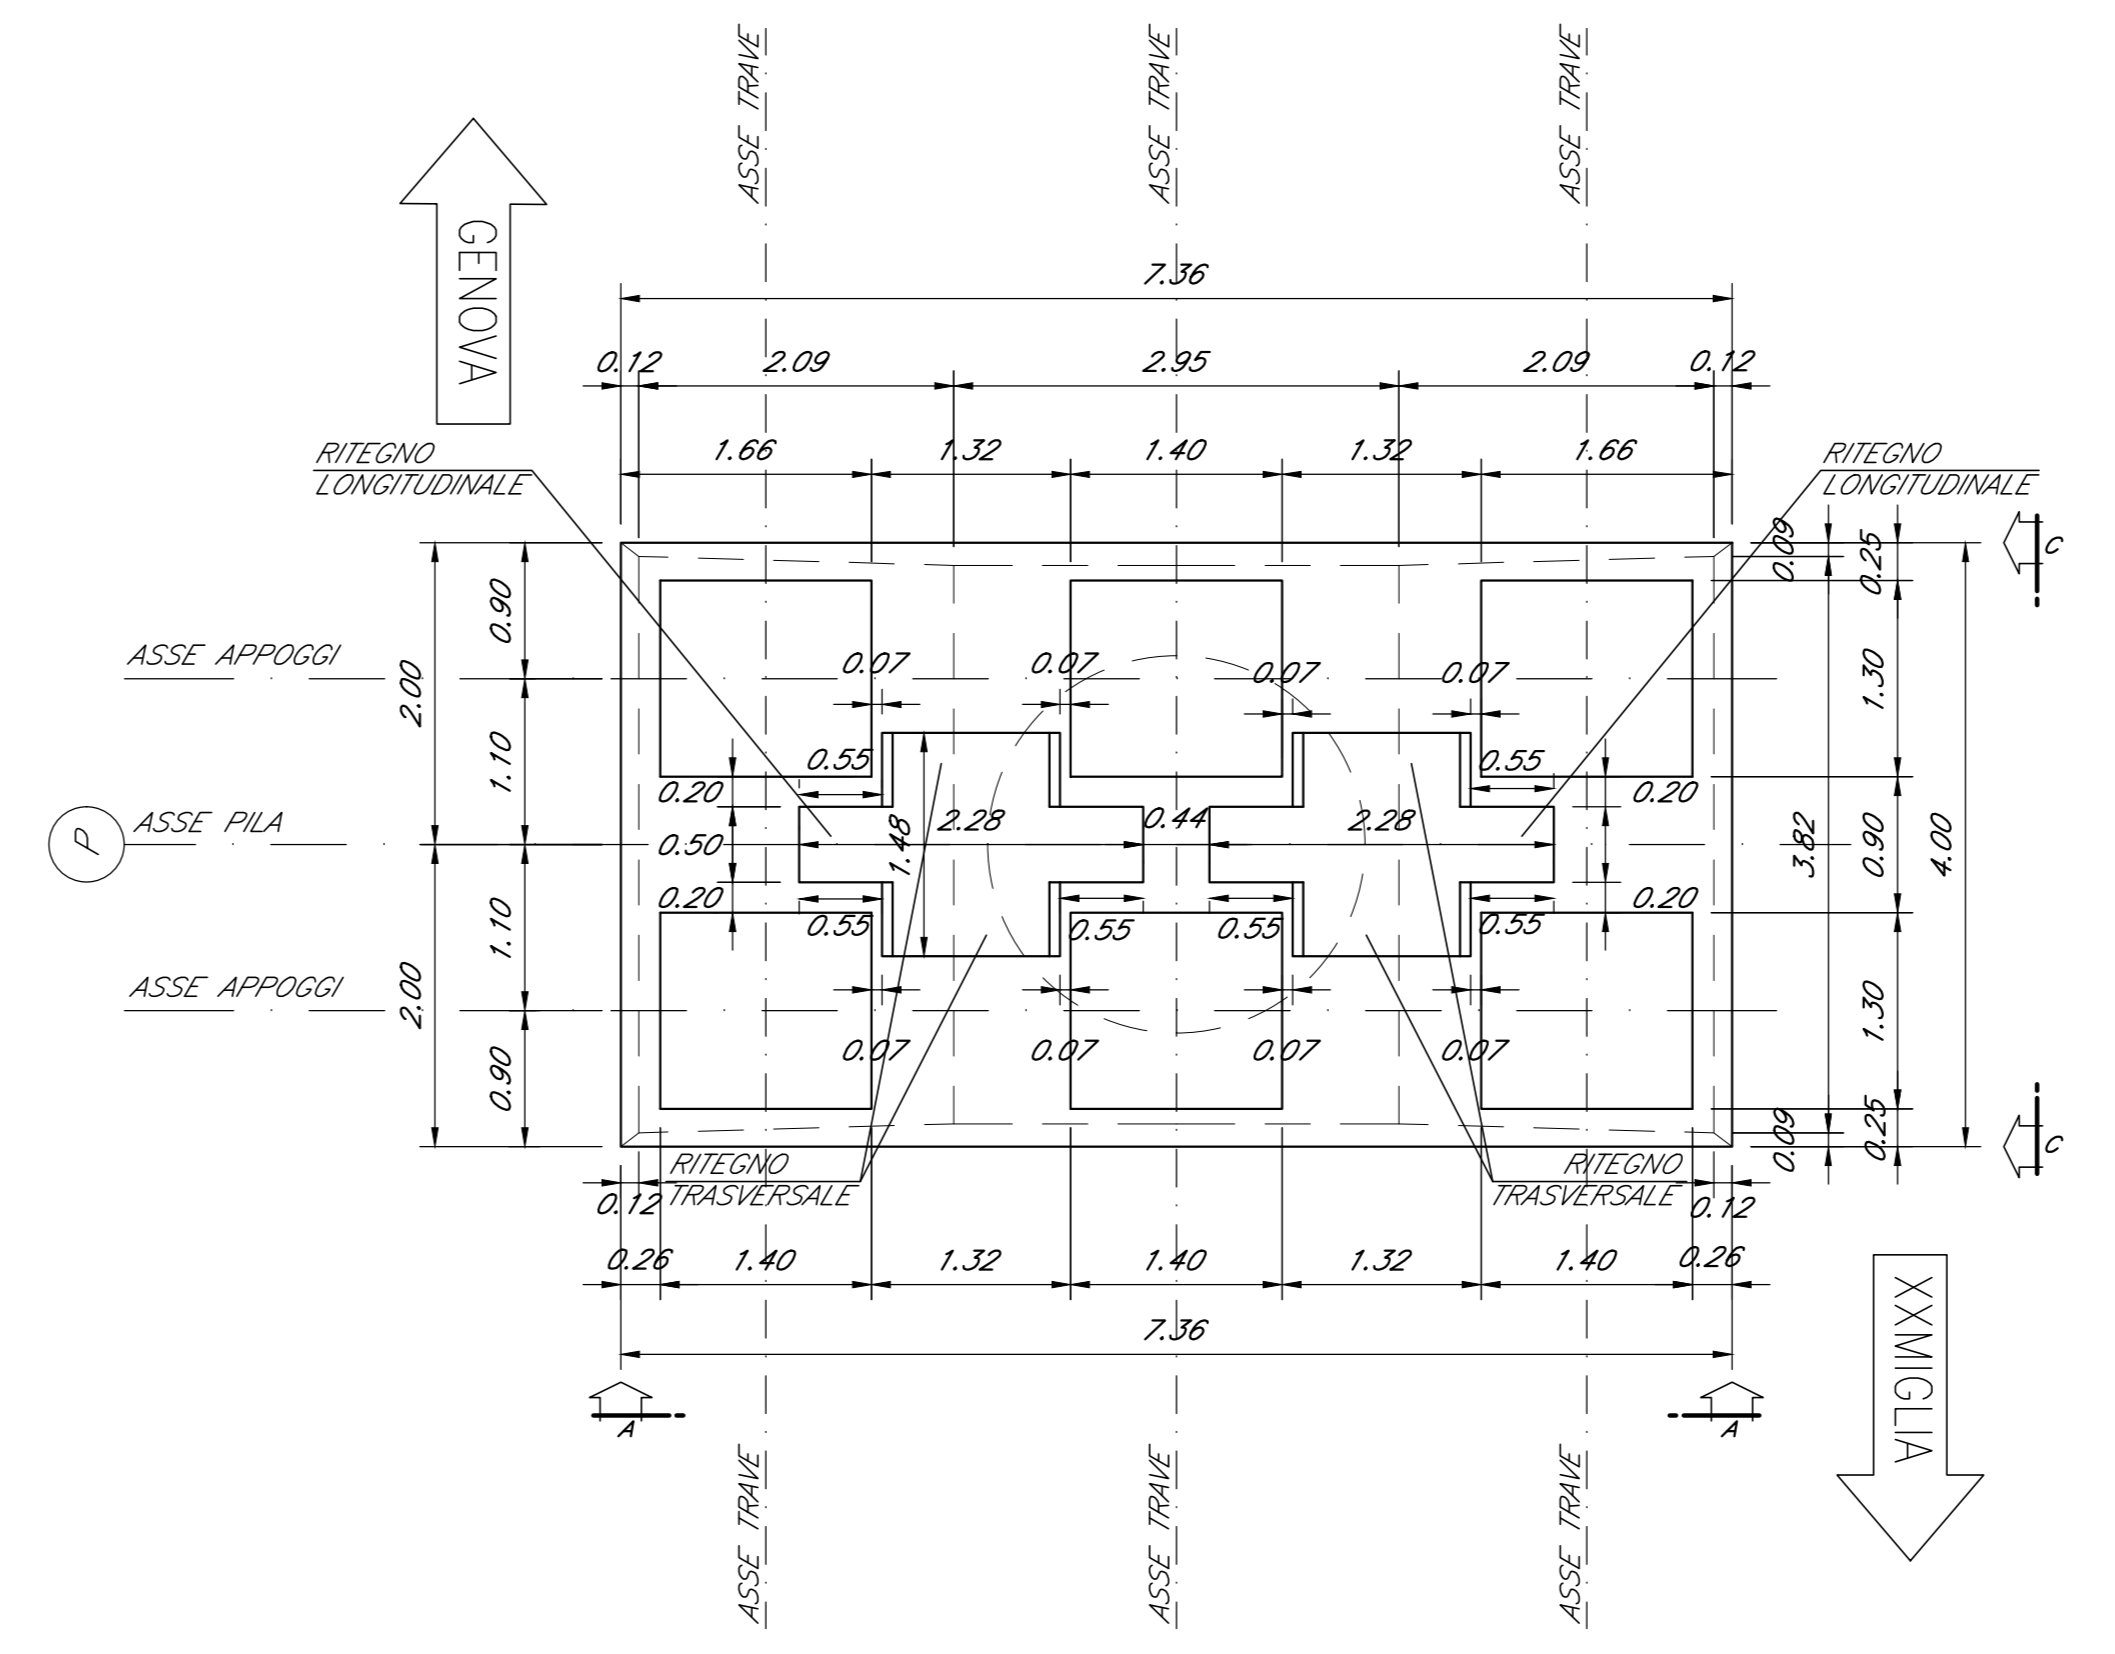 ASSE TRAVE
ASSE TRAVE
ASSE TRAVE
GENOVA
7.36
0.12
2.09
2.95
2.09
0.12
RITEGNO
LONGITUDINALE
1.66
1.32
1.40
1.32
1.66
RITEGNO
LONGITUDINALE
0.09
0.25
C
0.90
2.00
ASSE APPOGGI
0.07
0.07
0.07
0.07
1.30
1.10
0.55
0.55
0.20
0.20
P
ASSE PILA
0.50
1.48
2.28
0.44
2.28
3.82
0.90
4.00
0.20
0.20
0.55
0.55
0.55
0.55
1.10
2.00
ASSE APPOGGI
1.30
0.07
0.07
0.07
0.07
0.90
0.09
0.25
C
RITEGNO
TRASVERSALE
RITEGNO
TRASVERSALE
0.12
0.12
0.26
1.40
1.32
1.40
1.32
1.40
0.26
7.36
XXMIGLIA
A
A
ASSE TRAVE
ASSE TRAVE
ASSE TRAVE